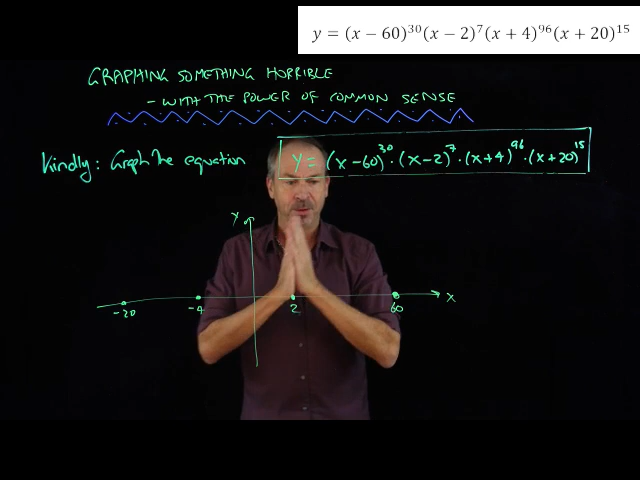 y = (x − 60)³⁰(x − 2)⁷(x + 4)⁹⁶(x + 20)¹⁵
GRAPHING SOMETHING HORRIBLE
- WITH THE POWER OF COMMON SENSE
Kindly: Graph the equation y = (x-60)³⁰·(x-2)⁷·(x+4)⁹⁶·(x+20)¹⁵
y
x
-20 -4 2 60